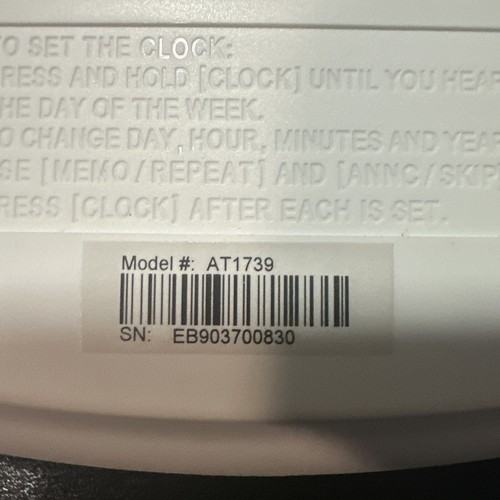 O SET THE CLOCK:
RESS AND HOLD [CLOCK] UNTIL YOU HEAR
HE DAY OF THE WEEK.
O CHANGE DAY, HOUR, MINUTES AND YEAR
SE [MEMO/REPEAT] AND [ANNC/SKIP
RESS [CLOCK] AFTER EACH IS SET.
Model #: AT1739
SN: EB903700830